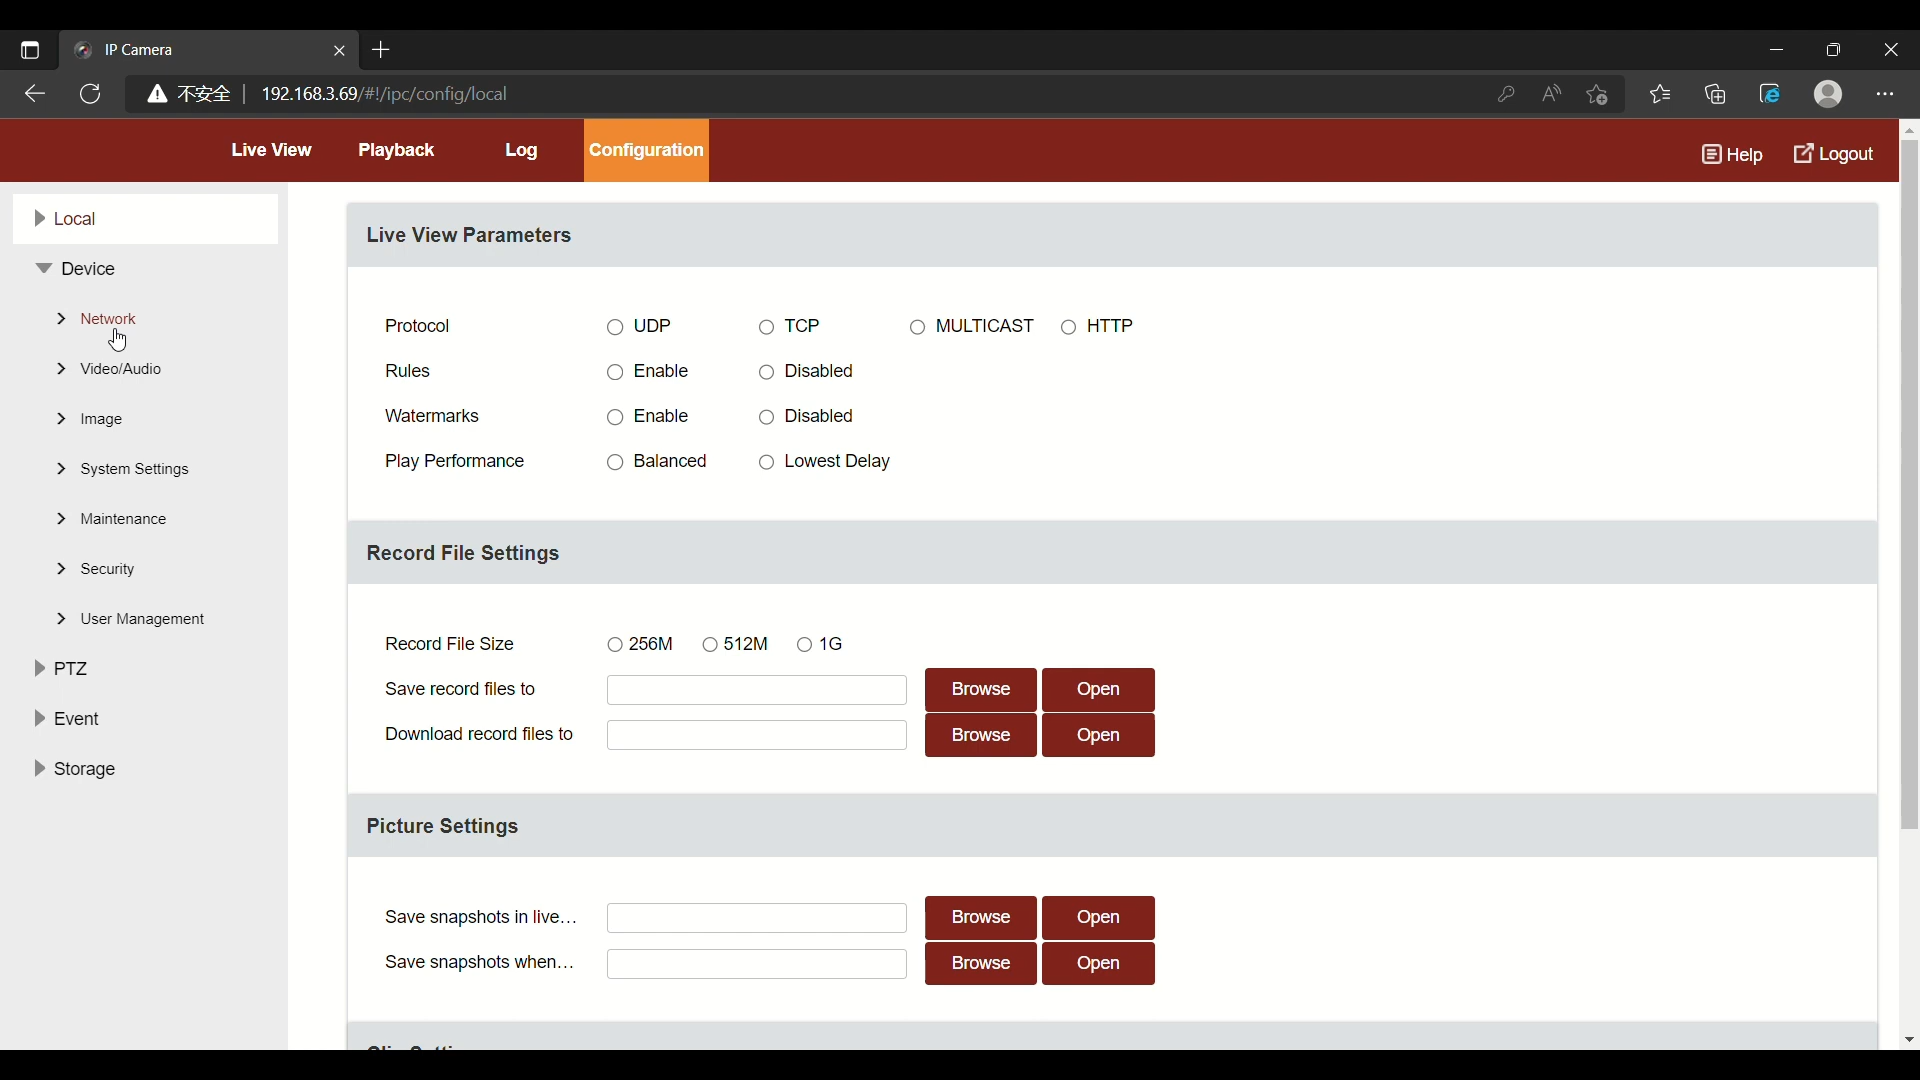 IP Camera
不安全 192.168.3.69/#!/ipc/config/local
Live View Playback Log Configuration Help Logout
Local
Device
Network
Video/Audio
Image
System Settings
Maintenance
Security
User Management
PTZ
Event
Storage
Live View Parameters
Protocol UDP TCP MULTICAST HTTP
Rules Enable Disabled
Watermarks Enable Disabled
Play Performance Balanced Lowest Delay
Record File Settings
Record File Size 256M 512M 1G
Save record files to Browse Open
Download record files to Browse Open
Picture Settings
Save snapshots in live... Browse Open
Save snapshots when... Browse Open